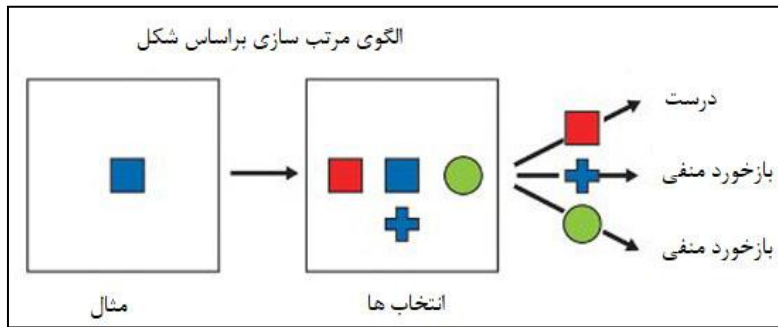 الگوی مرتب سازی براساس شکل
درست
بازخورد منفی
بازخورد منفی
انتخاب ها
مثال